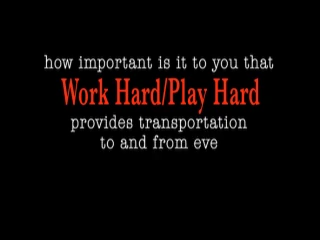 how important is it to you that
Work Hard/Play Hard
provides transportation
to and from eve